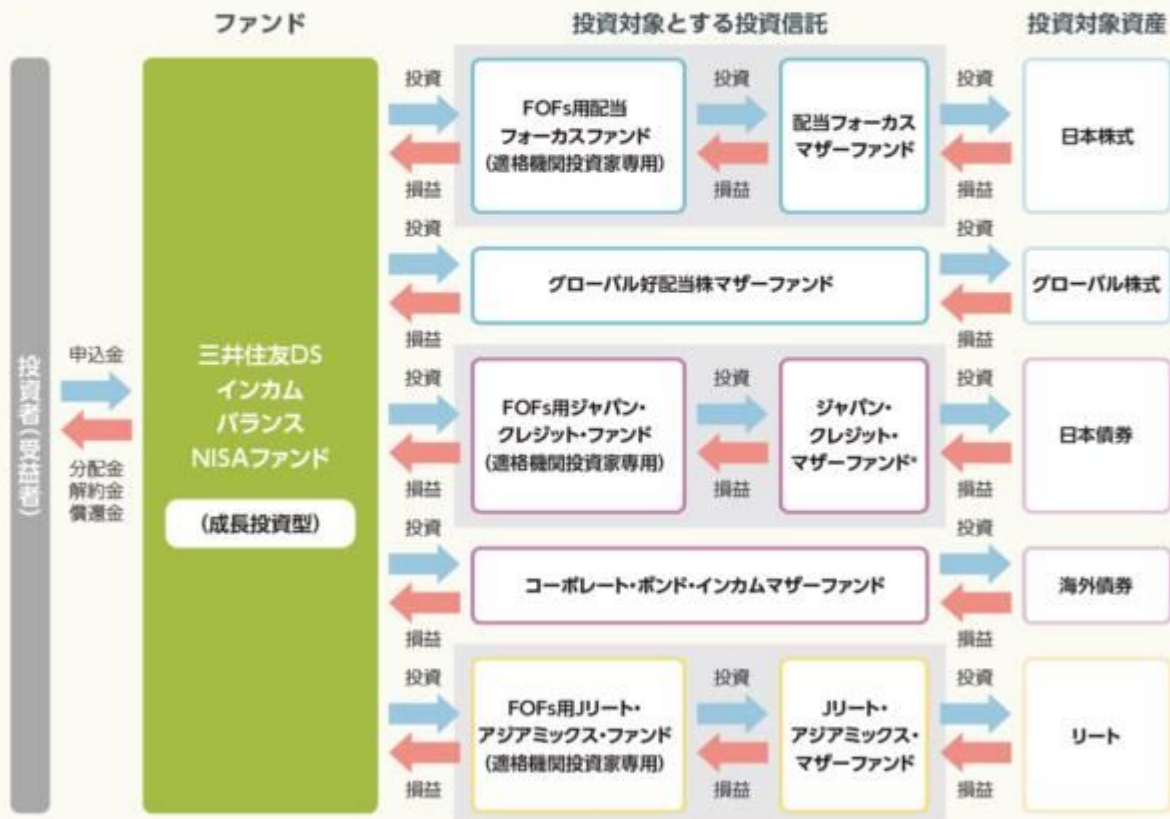 ファンド
投資対象とする投資信託
投資対象資産
投資者(受益者)
申込金
分配金
解約金
償還金
三井住友DS
インカム
バランス
NISAファンド
(成長投資型)
投資
損益
FOFs用配当
フォーカスファンド
(適格機関投資家専用)
投資
損益
配当フォーカス
マザーファンド
投資
損益
日本株式
投資
損益
グローバル好配当株マザーファンド
投資
損益
グローバル株式
投資
損益
FOFs用ジャパン・
クレジット・ファンド
(適格機関投資家専用)
投資
損益
ジャパン・
クレジット・
マザーファンド*
投資
損益
日本債券
投資
損益
コーポレート・ボンド・インカムマザーファンド
投資
損益
海外債券
投資
損益
FOFs用Jリート・
アジアミックス・ファンド
(適格機関投資家専用)
投資
損益
Jリート・
アジアミックス・
マザーファンド
投資
損益
リート